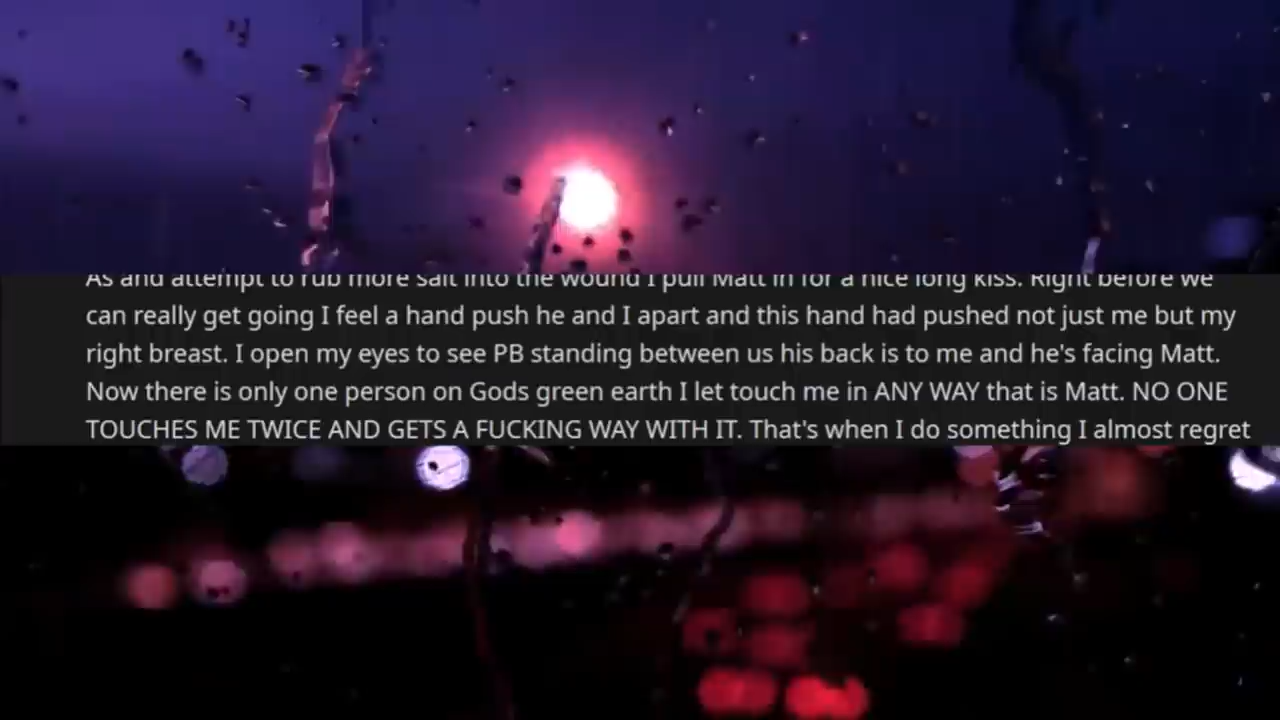 As and attempt to rub more salt into the wound I pull Matt in for a nice long kiss. Right before we
can really get going I feel a hand push he and I apart and this hand had pushed not just me but my
right breast. I open my eyes to see PB standing between us his back is to me and he's facing Matt.
Now there is only one person on Gods green earth I let touch me in ANY WAY that is Matt. NO ONE
TOUCHES ME TWICE AND GETS A FUCKING WAY WITH IT. That's when I do something I almost regret